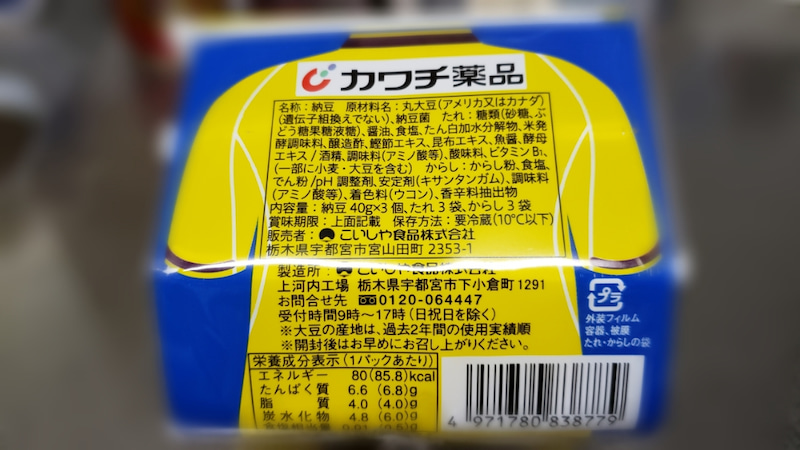 カワチ薬品
名称：納豆　原材料名：丸大豆(アメリカ又はカナダ)
(遺伝子組換えでない)、納豆菌　たれ：糖類(砂糖、ぶ
どう糖果糖液糖)、醤油、食塩、たん白加水分解物、米発
酵調味料、醸造酢、鰹節エキス、昆布エキス、魚醤、酵母
エキス/酒精、調味料(アミノ酸等)、酸味料、ビタミンB1、
(一部に小麦・大豆を含む)　からし：からし粉、食塩、
でん粉/pH調整剤、安定剤(キサンタンガム)、調味料
(アミノ酸等)、着色料(ウコン)、香辛料抽出物
内容量：納豆40g×3個、たれ3袋、からし3袋
賞味期限：上面記載　保存方法：要冷蔵(10℃以下)
販売者：こいしや食品株式会社
栃木県宇都宮市宮山田町2353-1
製造所：こいしや食品株式会社
上河内工場　栃木県宇都宮市下小倉町1291
お問合せ先　0120-064447
受付時間9時〜17時(日祝日を除く)
※大豆の産地は、過去2年間の使用実績順
※開封後はお早めにお召し上がりください。
プラ
外装フィルム
容器、被膜
たれ・からしの袋
栄養成分表示(1パックあたり)
エネルギー　80(85.8)kcal
たんぱく質　6.6(6.8)g
脂質　4.0(4.0)g
炭水化物　4.8(6.0)g
4 971780 838779